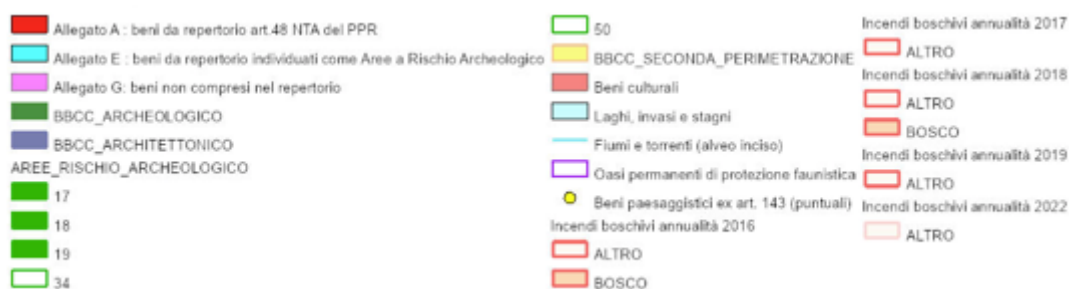 Allegato A : beni da repertorio art.48 NTA del PPR
Allegato E : beni da repertorio individuati come Aree a Rischio Archeologico
Allegato G: beni non compresi nel repertorio
BBCC_ARCHEOLOGICO
BBCC_ARCHITETTONICO
AREE_RISCHIO_ARCHEOLOGICO
17
18
19
34
50
BBCC_SECONDA_PERIMETRAZIONE
Beni culturali
Laghi, invasi e stagni
Fiumi e torrenti (alveo inciso)
Oasi permanenti di protezione faunistica
Beni paesaggistici ex art. 143 (puntuali)
Incendi boschivi annualità 2016
ALTRO
BOSCO
Incendi boschivi annualità 2017
ALTRO
Incendi boschivi annualità 2018
ALTRO
BOSCO
Incendi boschivi annualità 2019
ALTRO
Incendi boschivi annualità 2022
ALTRO